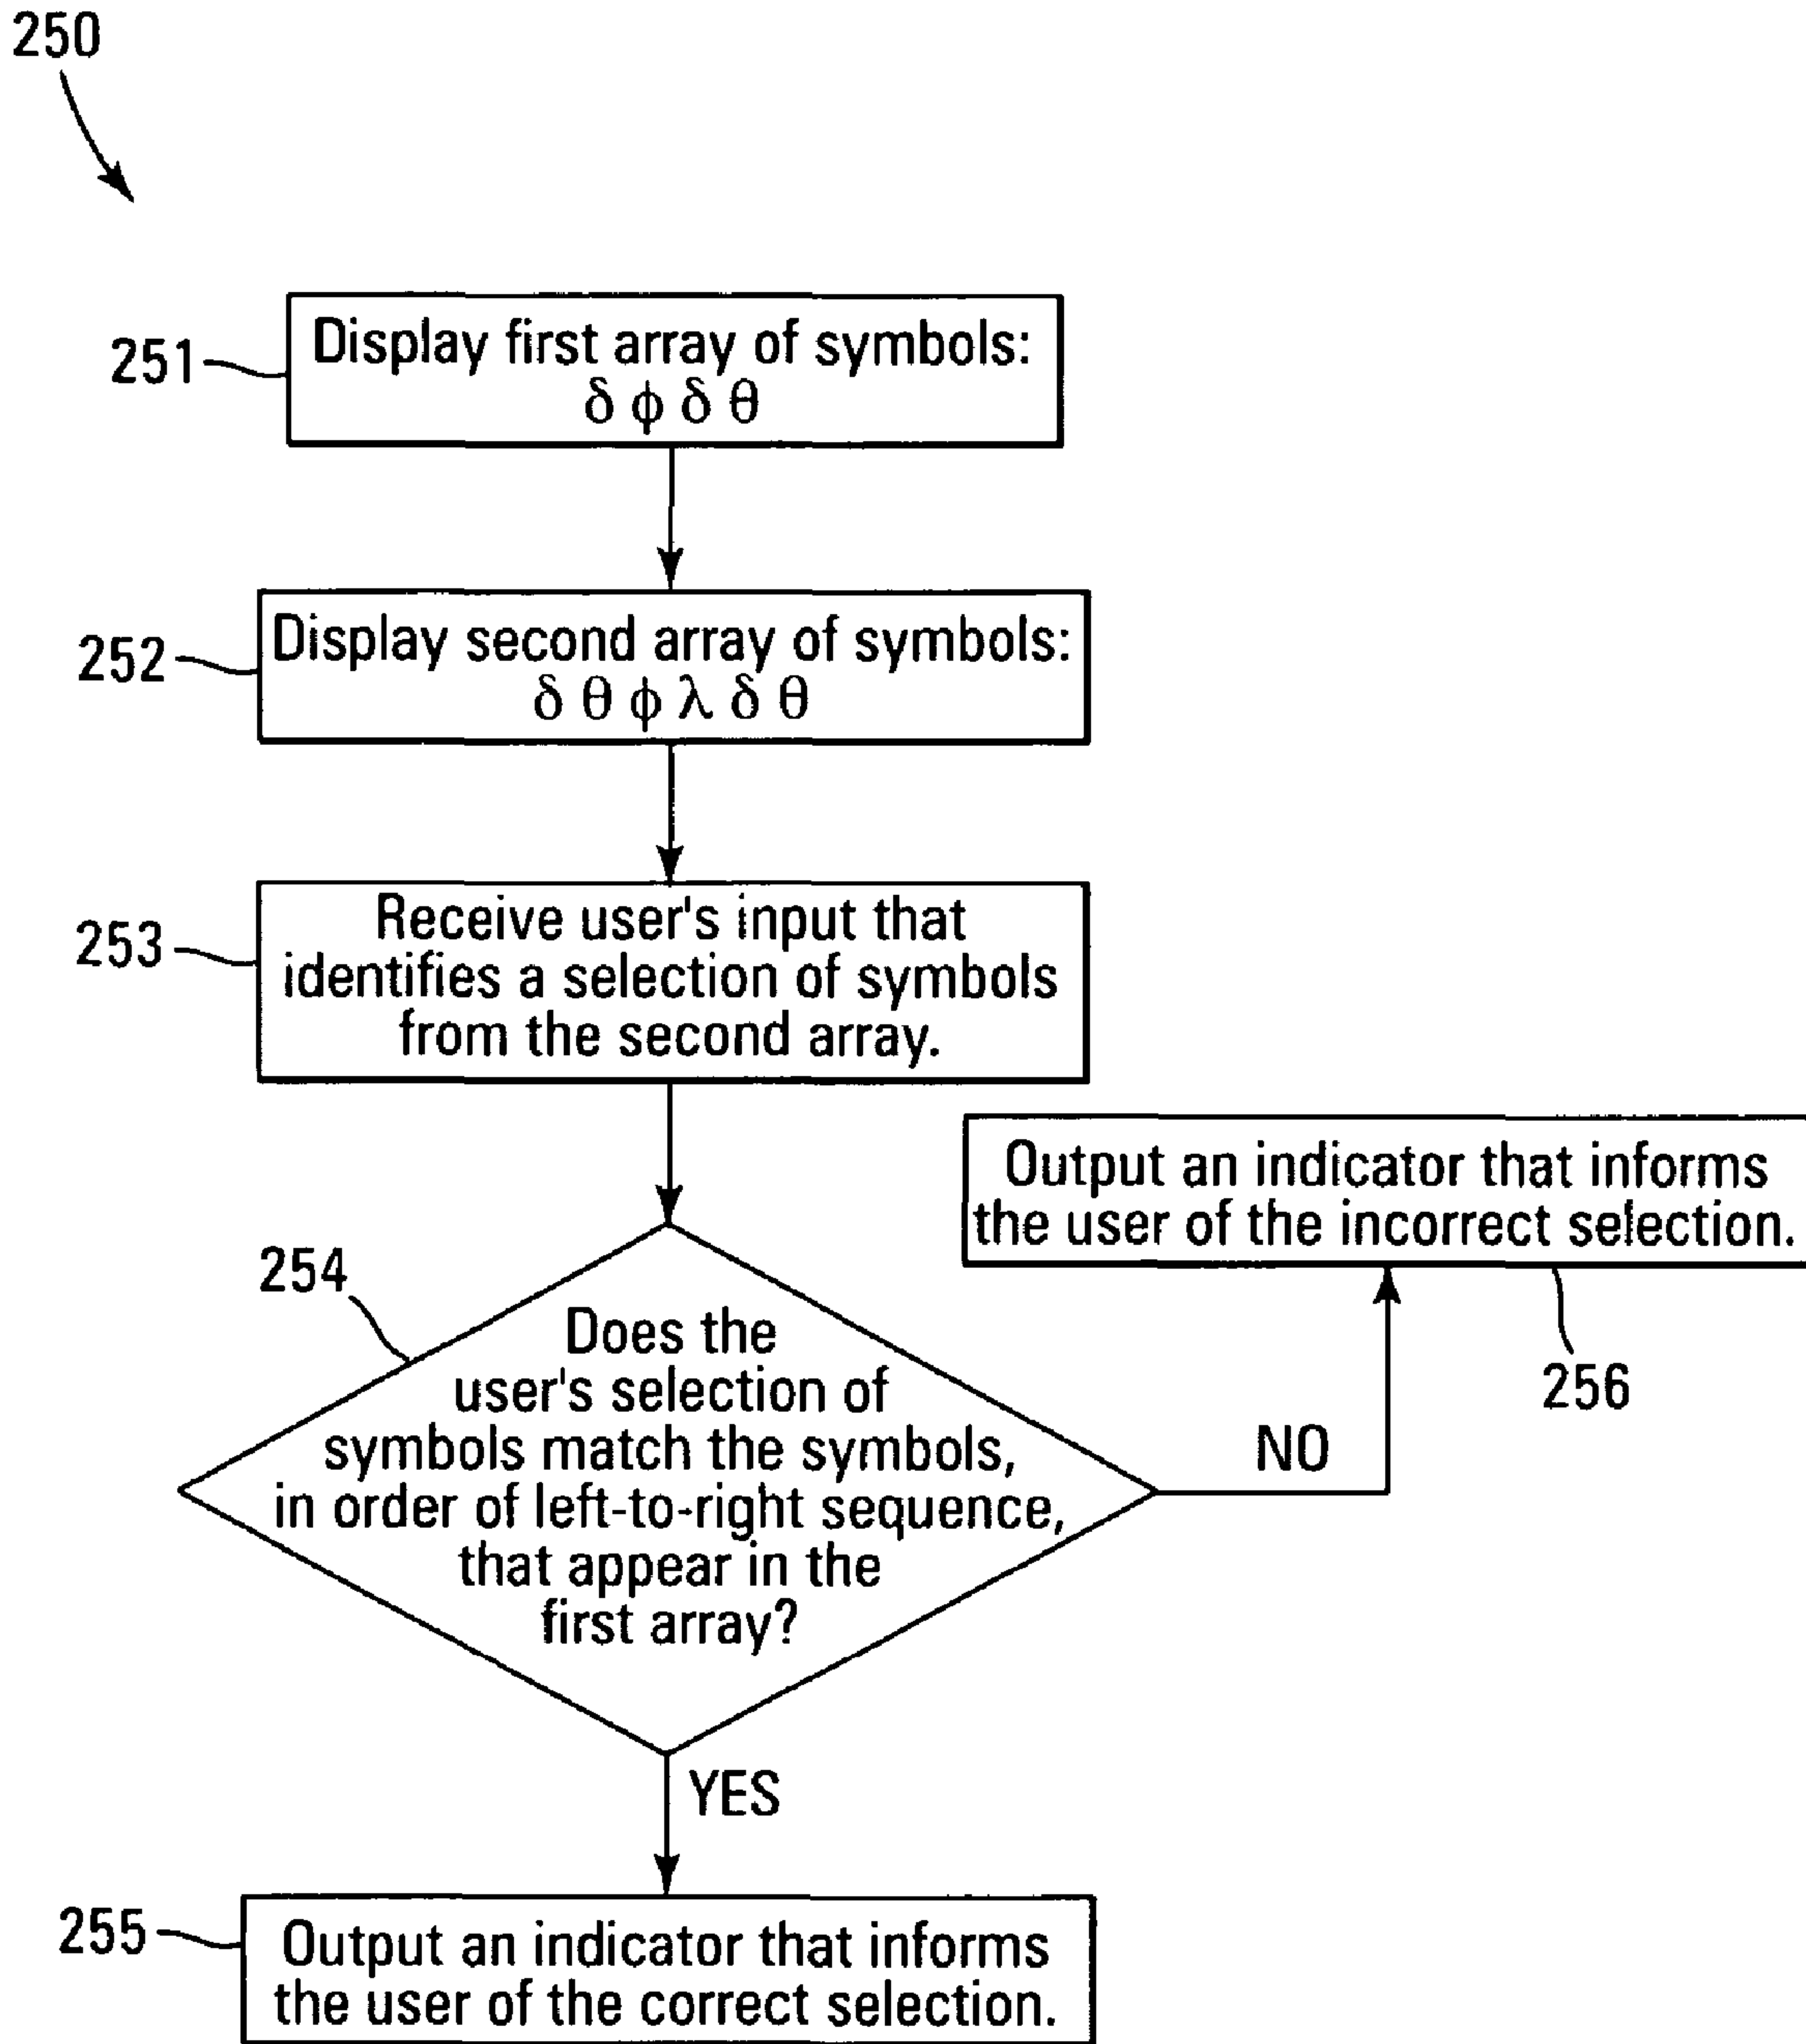 250
251
Display first array of symbols:
δ ϕ δ θ
252
Display second array of symbols:
δ θ ϕ λ δ θ
253
Receive user's input that
identifies a selection of symbols
from the second array.
Output an indicator that informs
the user of the incorrect selection.
256
254
Does the
user's selection of
symbols match the symbols,
in order of left-to-right sequence,
that appear in the
first array?
NO
YES
255
Output an indicator that informs
the user of the correct selection.